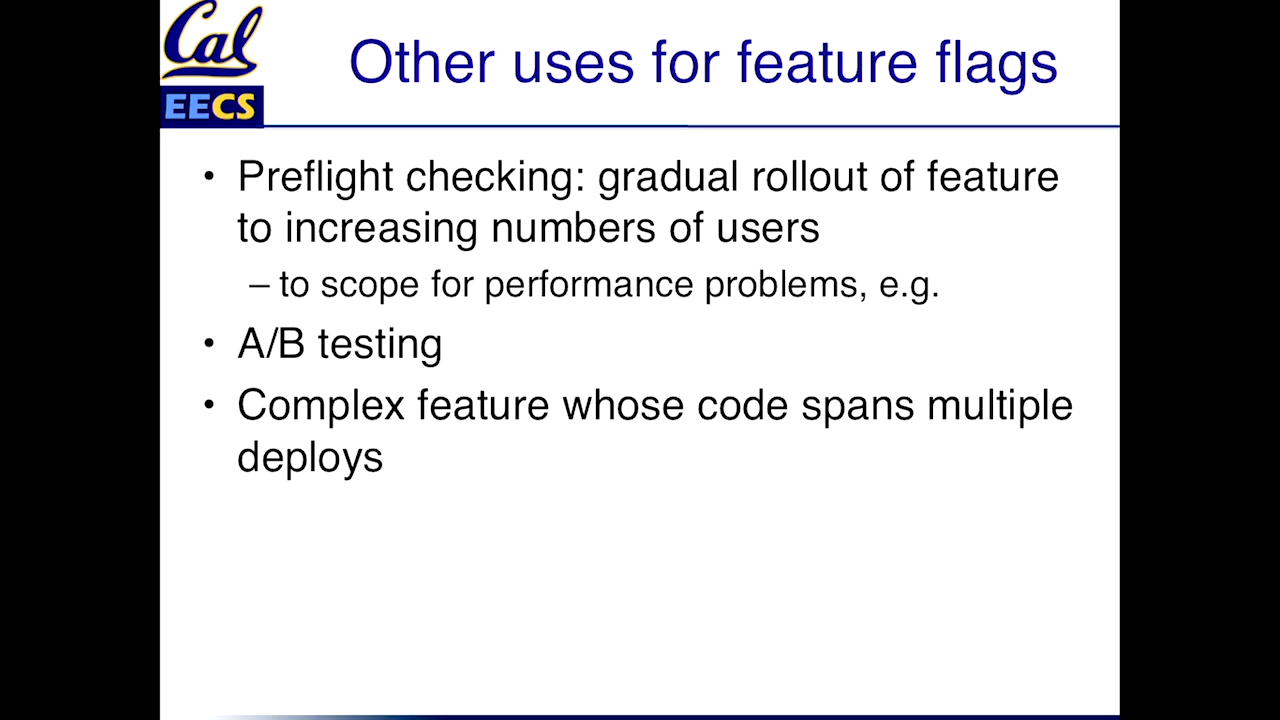 Cal
EECS
Other uses for feature flags
• Preflight checking: gradual rollout of feature
to increasing numbers of users
– to scope for performance problems, e.g.
• A/B testing
• Complex feature whose code spans multiple
deploys